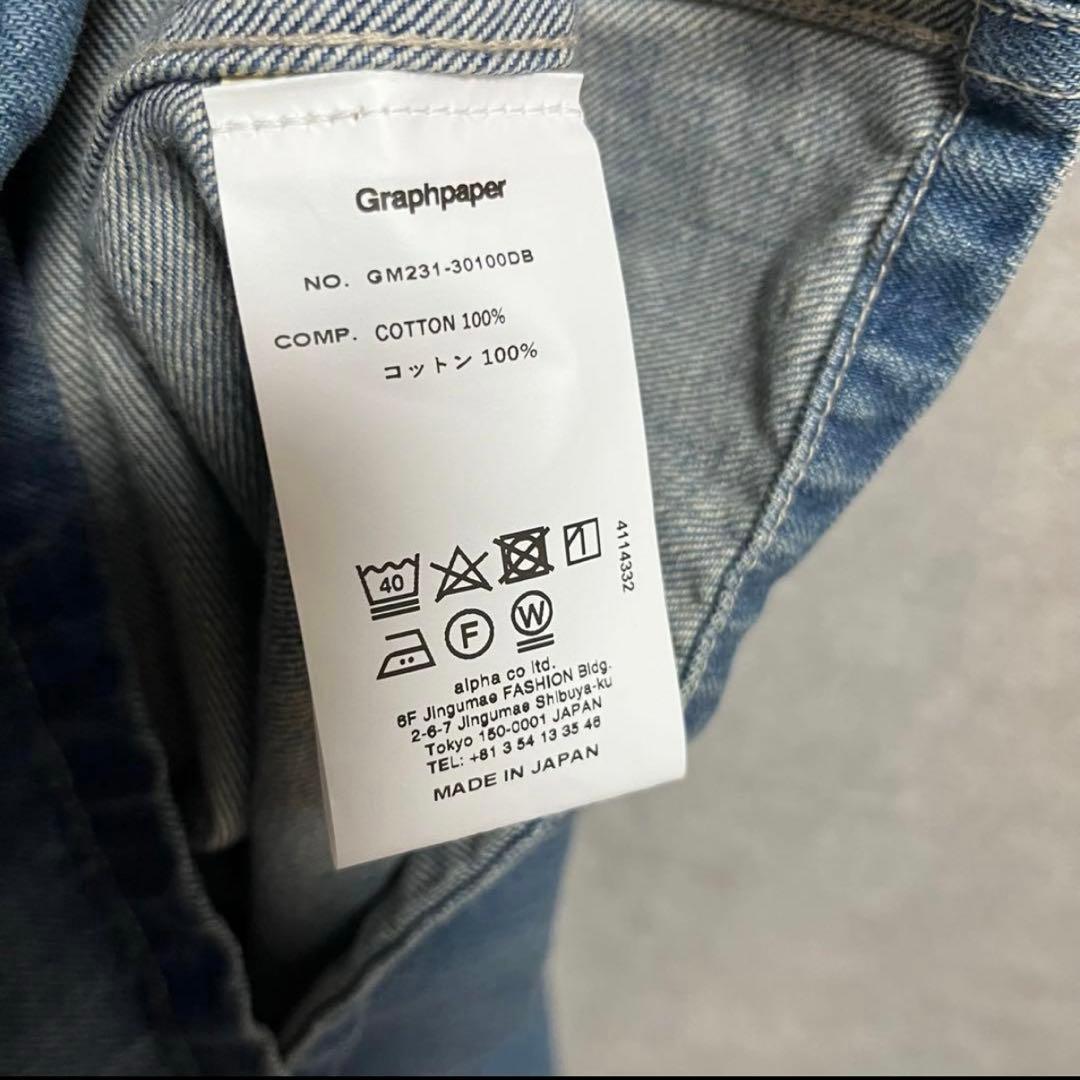 Graphpaper
NO. GM231-30100DB
COMP. COTTON 100%
コットン 100%
4114332
40
F W
alpha co ltd.
6F Jingumae FASHION Bldg.
2-6-7 Jingumae Shibuya-ku
Tokyo 150-0001 JAPAN
TEL: +81 3 54 13 35 46
MADE IN JAPAN